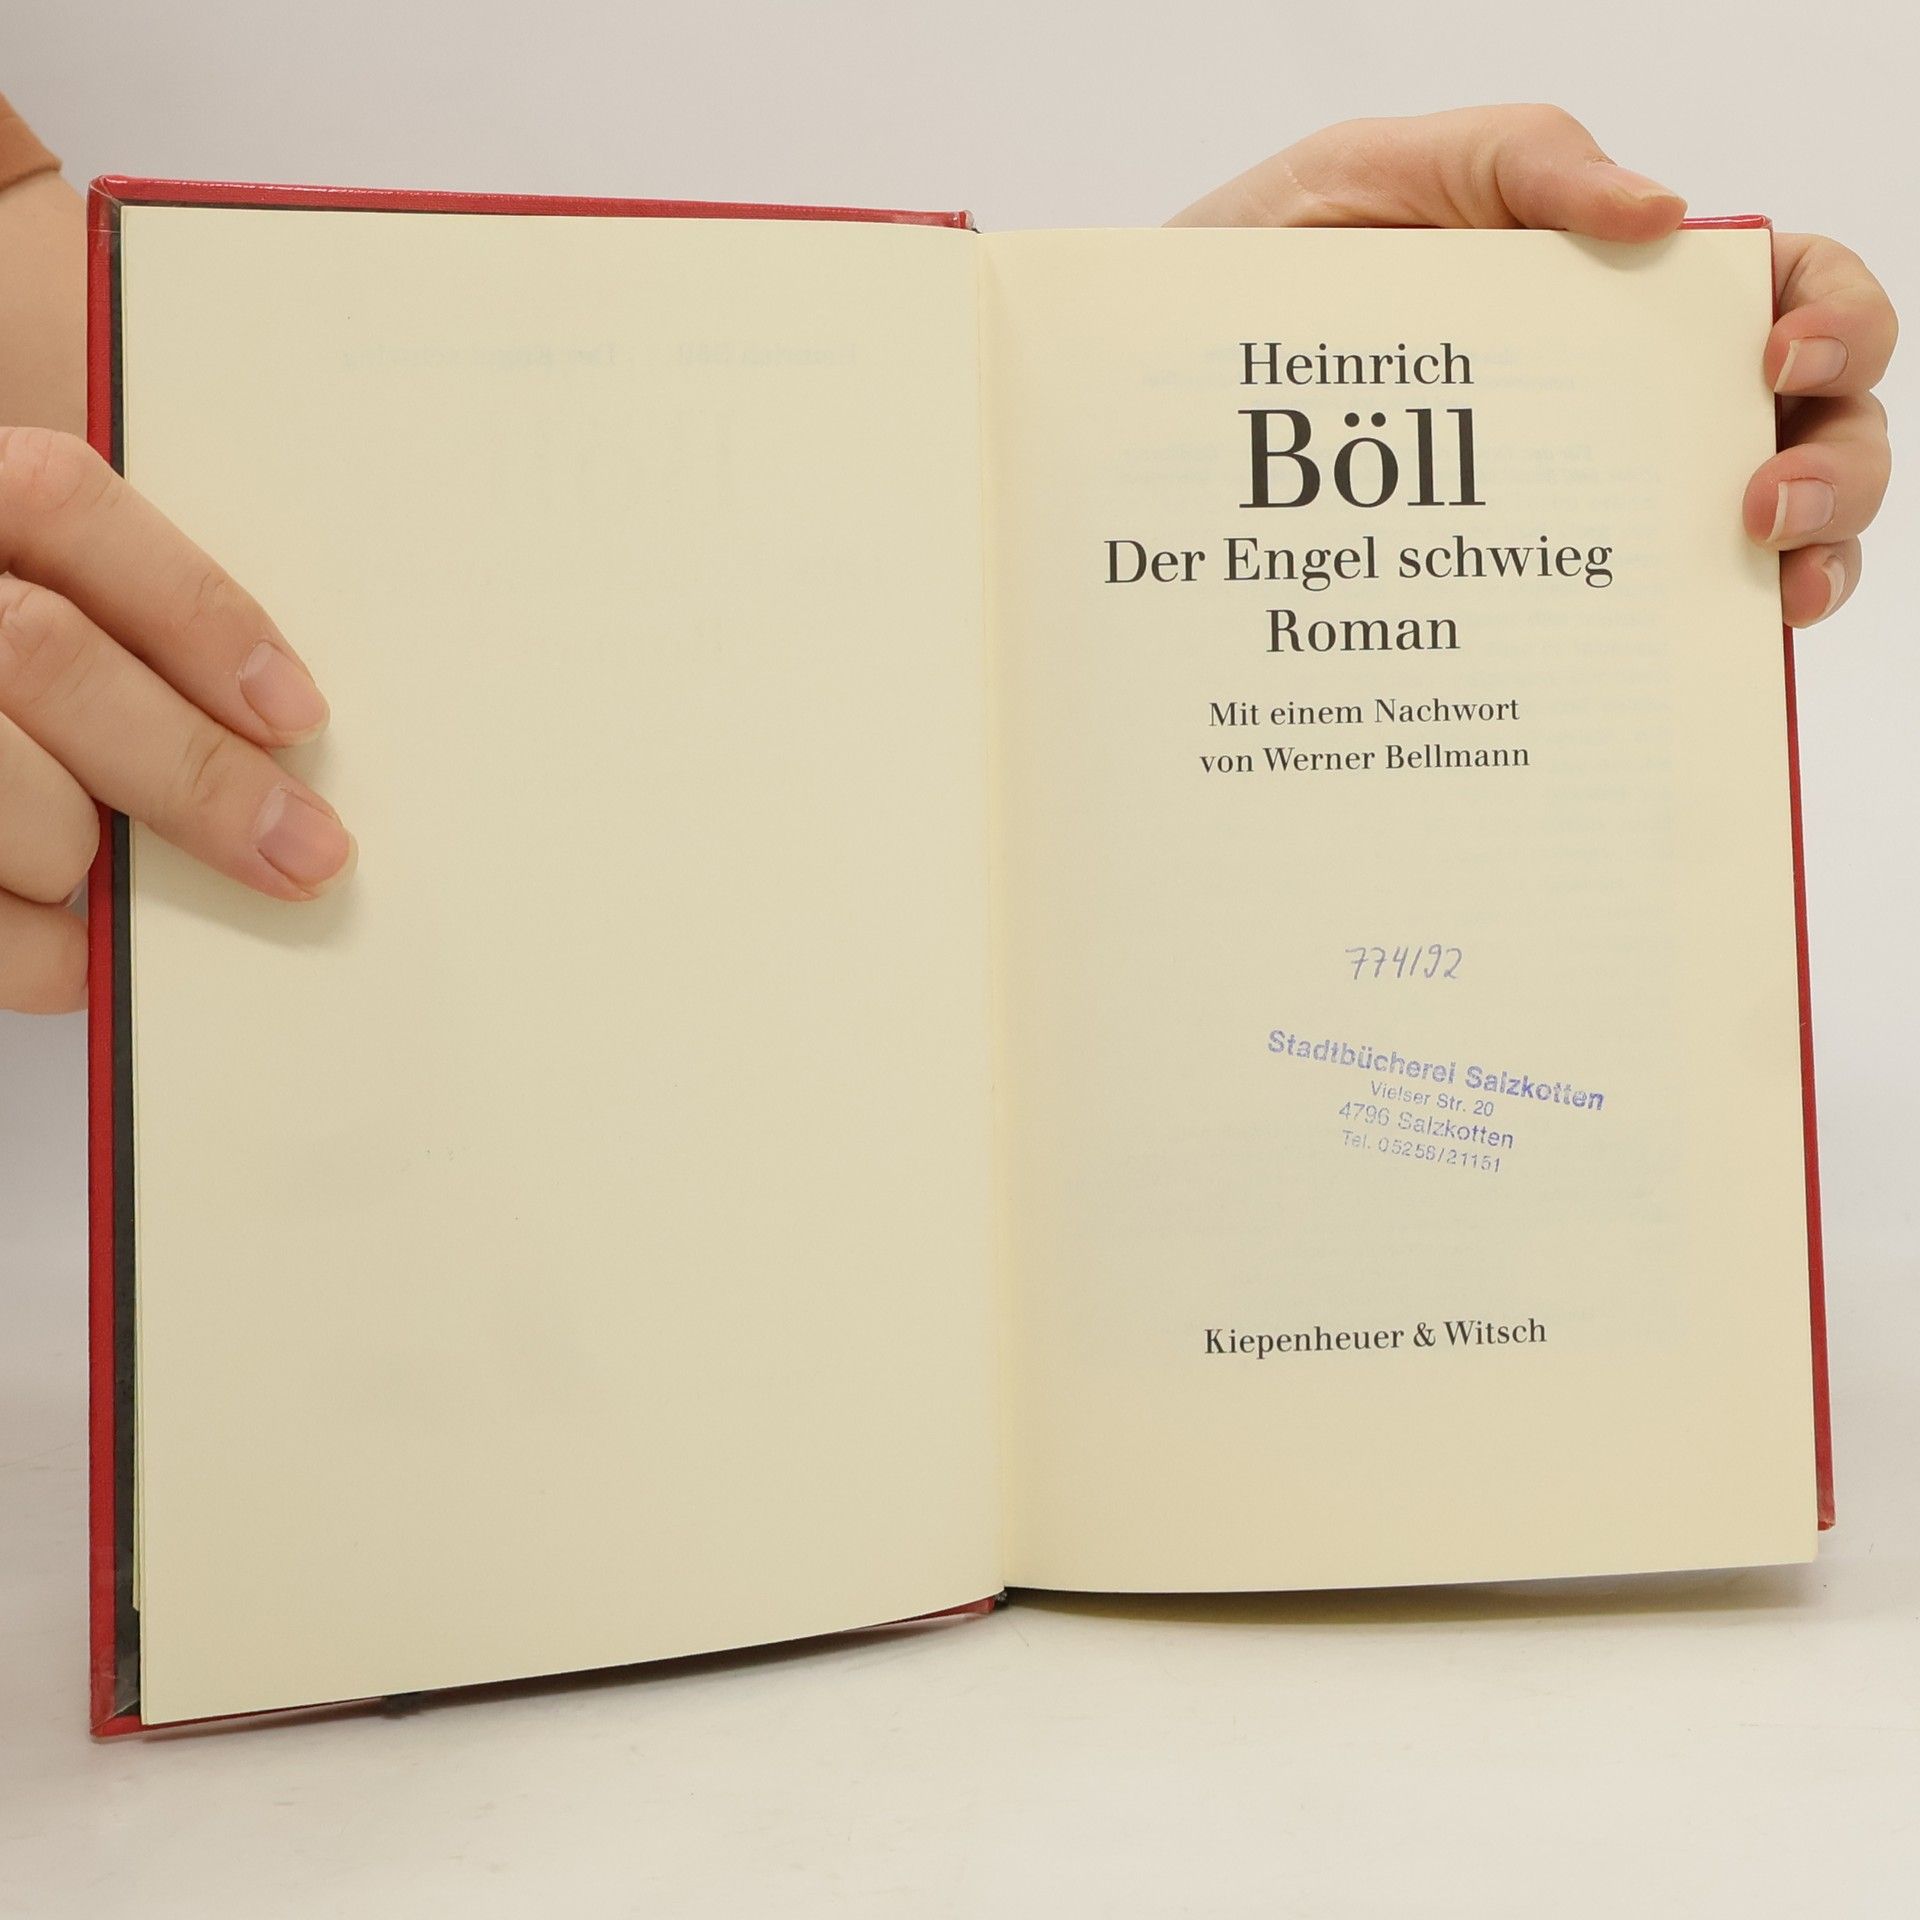 Heinrich
Böll
Der Engel schwieg
Roman
Mit einem Nachwort
von Werner Bellmann
774/92
Stadtbücherei Salzkotten
Vielser Str. 20
4796 Salzkotten
Tel. 05258/21151
Kiepenheuer & Witsch